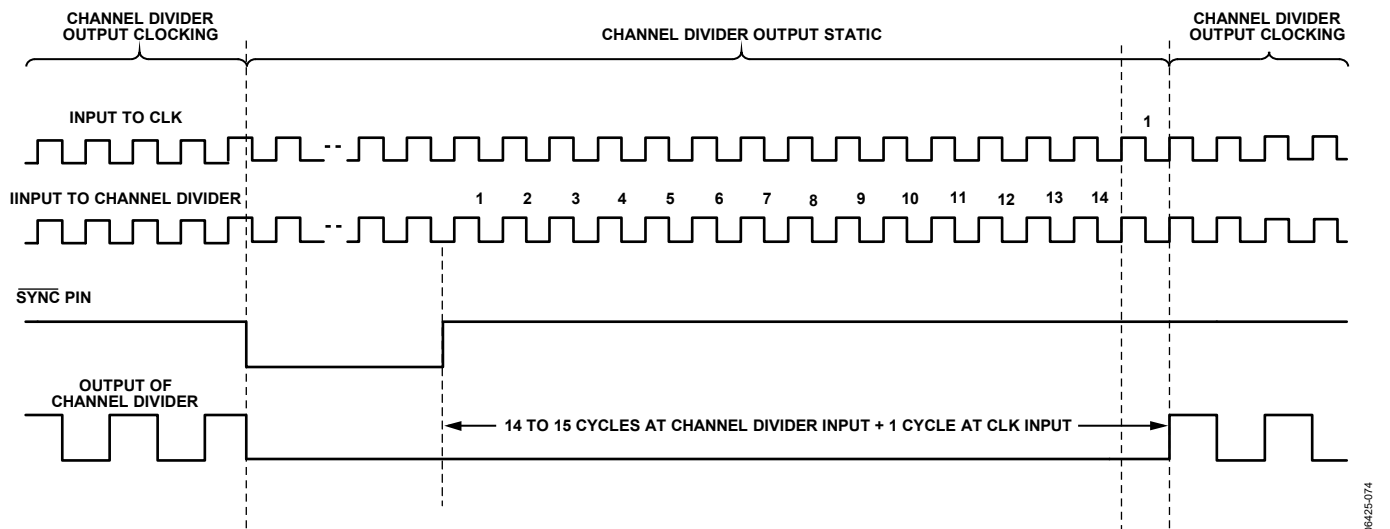 CHANNEL DIVIDER
OUTPUT CLOCKING
CHANNEL DIVIDER OUTPUT STATIC
CHANNEL DIVIDER
OUTPUT CLOCKING
INPUT TO CLK
1
IINPUT TO CHANNEL DIVIDER
1 2 3 4 5 6 7 8 9 10 11 12 13 14
SYNC PIN
OUTPUT OF
CHANNEL DIVIDER
14 TO 15 CYCLES AT CHANNEL DIVIDER INPUT + 1 CYCLE AT CLK INPUT
06425-074